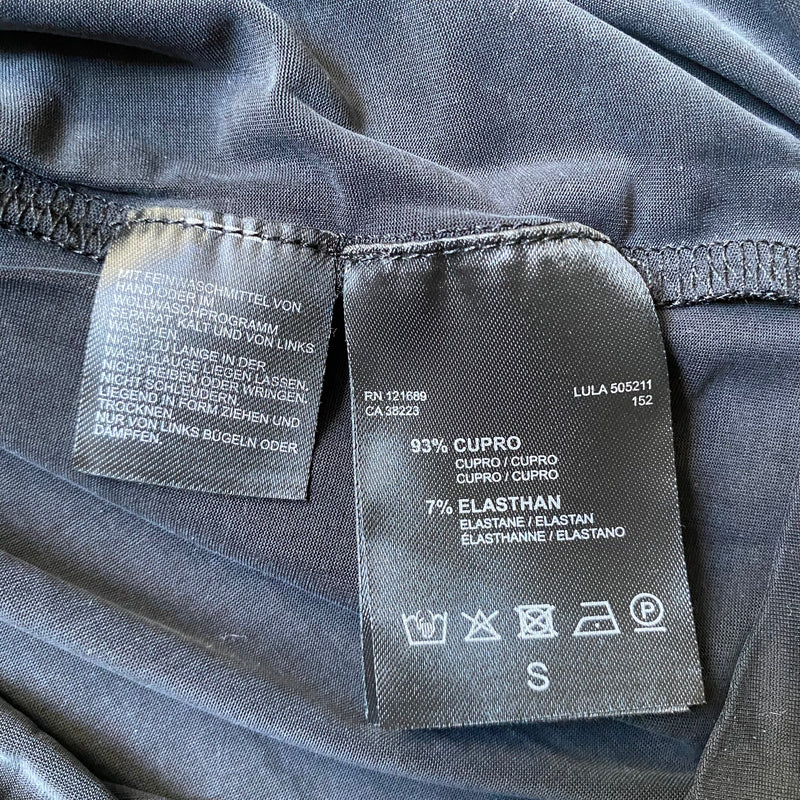 MIT FEINWASCHMITTEL VON
HAND ODER IM
WOLLWASCHPROGRAMM
SEPARAT KALT UND VON LINKS
WASCHEN.
NICHT ZU LANGE IN DER
WASCHLAUGE LIEGEN LASSEN.
NICHT REIBEN ODER WRINGEN.
NICHT SCHLEUDERN.
LIEGEND IN FORM ZIEHEN UND
TROCKNEN.
NUR VON LINKS BÜGELN ODER
DÄMPFEN.
RN 121689
CA 38223
LULA 505211
152
93% CUPRO
CUPRO / CUPRO
CUPRO / CUPRO
7% ELASTHAN
ELASTANE / ELASTAN
ÉLASTHANNE / ELASTANO
P
S